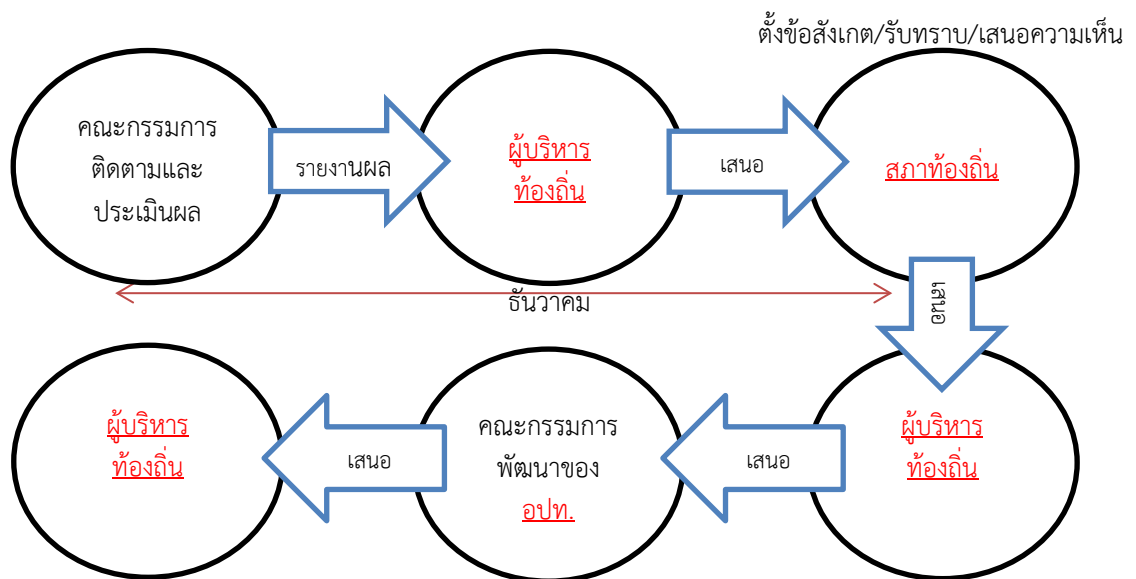 ตั้งข้อสังเกต/รับทราบ/เสนอความเห็น
คณะกรรมการ
ติดตามและ
ประเมินผล
รายงานผล
ผู้บริหาร
ท้องถิ่น
เสนอ
สภาท้องถิ่น
ธันวาคม
เสนอ
ผู้บริหาร
ท้องถิ่น
เสนอ
คณะกรรมการ
พัฒนาของ
อปท.
เสนอ
ผู้บริหาร
ท้องถิ่น